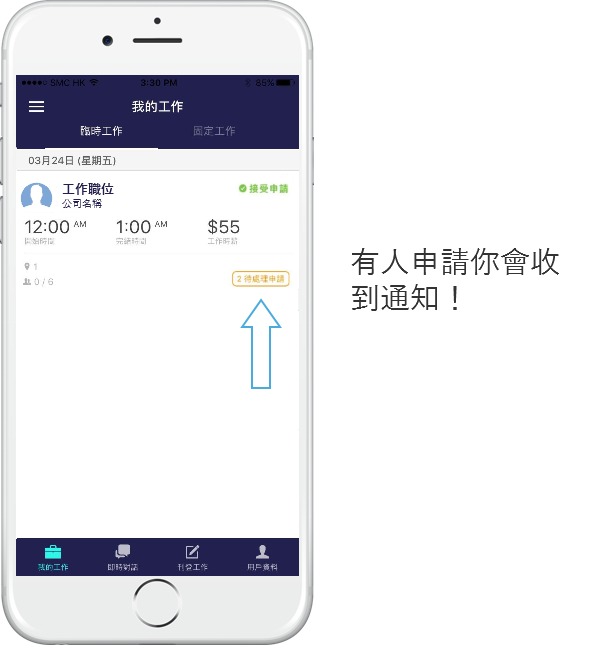 SMC HK 3:30 PM 85%
我的工作
臨時工作 固定工作
03月24日 (星期五)
工作職位 接受申請
公司名稱
12:00 AM 1:00 AM $55
開始時間 完結時間 工作時薪
1
0 / 6 2 待處理申請
有人申請你會收
到通知！
我的工作 即時對話 刊登工作 用戶資料